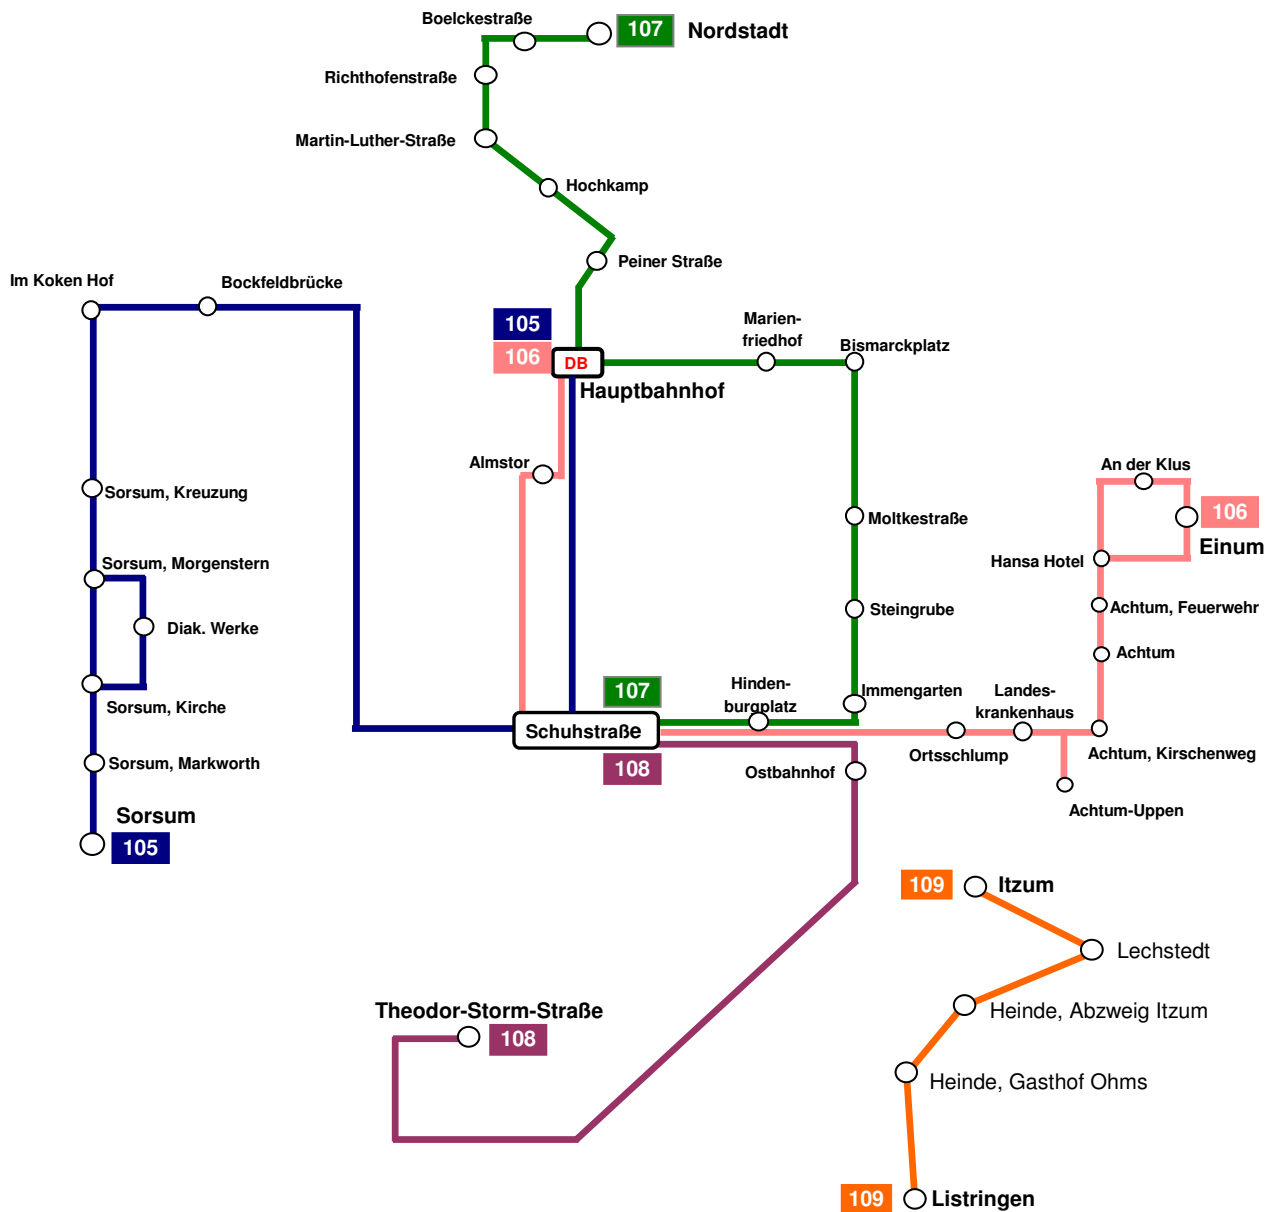 Boelckestraße
107 Nordstadt
Richthofenstraße
Martin-Luther-Straße
Hochkamp
Peiner Straße
Im Koken Hof
Bockfeldbrücke
105
106
DB
Hauptbahnhof
Marien-
friedhof
Bismarckplatz
Almstor
An der Klus
106
Einum
Sorsum, Kreuzung
Moltkestraße
Hansa Hotel
Sorsum, Morgenstern
Achtum, Feuerwehr
Steingrube
Diak. Werke
Achtum
Sorsum, Kirche
107
Hinden-
burgplatz
Immengarten
Landes-
krankenhaus
Schuhstraße
108
Ostbahnhof
Ortsschlump
Achtum, Kirschenweg
Sorsum, Markworth
Achtum-Uppen
Sorsum
105
109 Itzum
Lechstedt
Theodor-Storm-Straße
108
Heinde, Abzweig Itzum
Heinde, Gasthof Ohms
109 Listringen